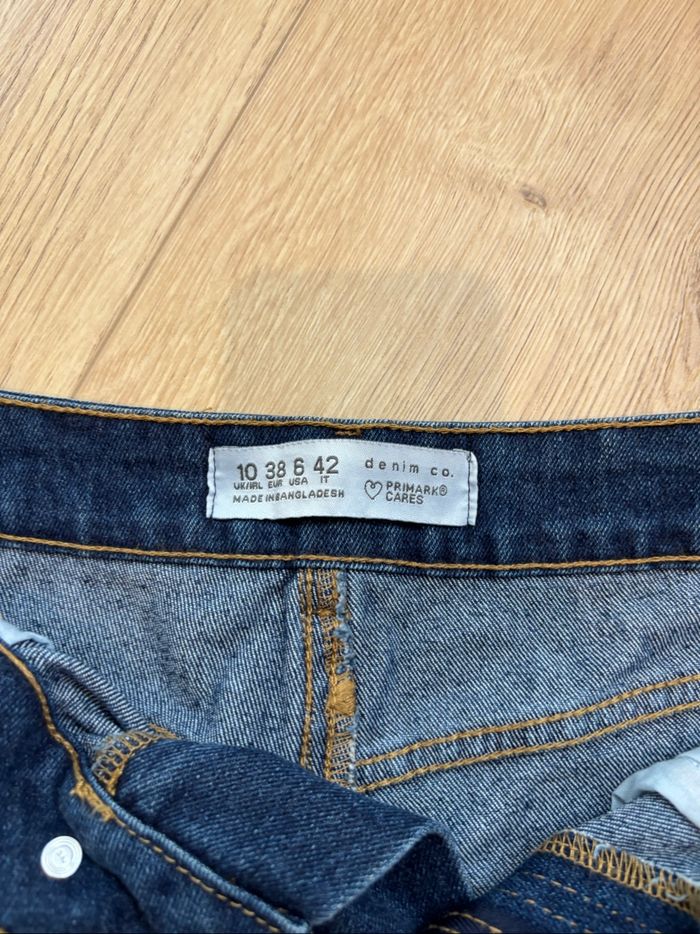 10 38 6 42
UK/IRL EUR USA IT
MADE IN BANGLADESH
denim co.
PRIMARK®
CARES